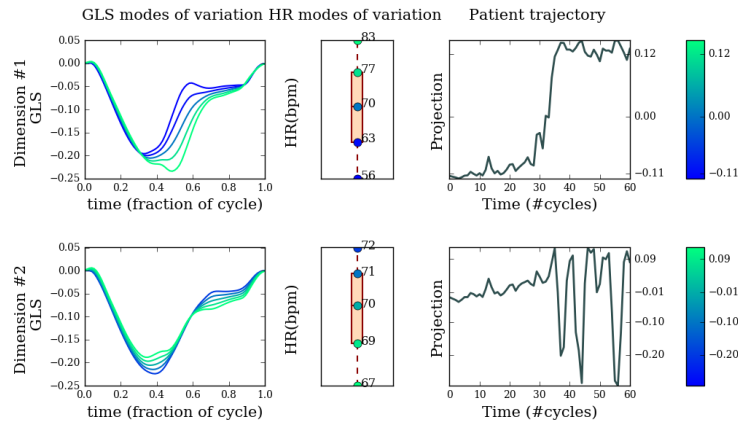 GLS modes of variation HR modes of variation Patient trajectory
Dimension #1
GLS
0.05
0.00
−0.05
−0.10
−0.15
−0.20
−0.25
0.0 0.2 0.4 0.6 0.8 1.0
time (fraction of cycle)
HR(bpm)
83
77
70
63
56
Projection
0.12
0.00
−0.11
0 10 20 30 40 50 60
Time (#cycles)
0.12
0.00
−0.11
Dimension #2
GLS
0.05
0.00
−0.05
−0.10
−0.15
−0.20
−0.25
0.0 0.2 0.4 0.6 0.8 1.0
time (fraction of cycle)
HR(bpm)
72
71
70
69
67
Projection
0.09
−0.01
−0.10
−0.20
0 10 20 30 40 50 60
Time (#cycles)
0.09
−0.01
−0.10
−0.20